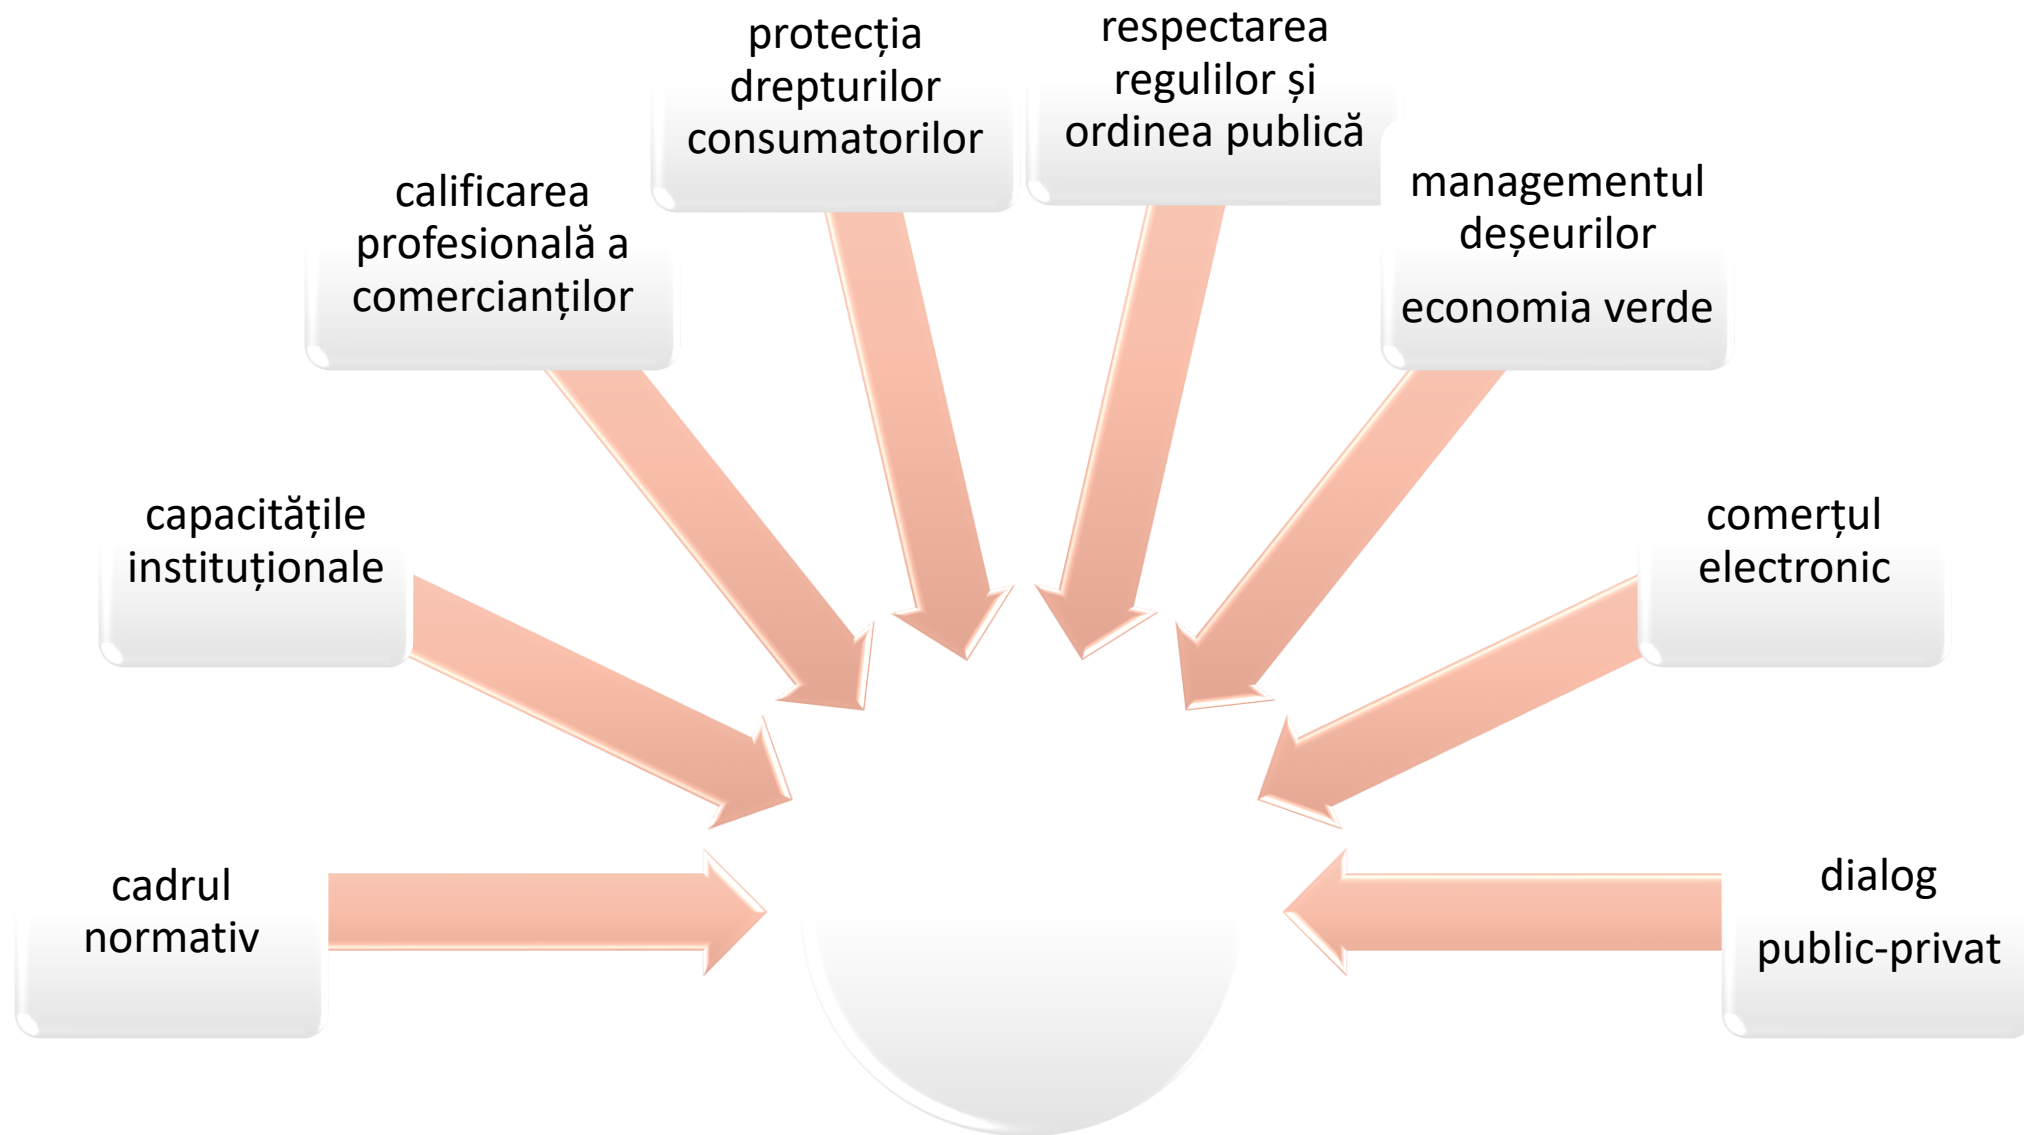 cadrul
normativ
capacitățile
instituționale
calificarea
profesională a
comercianților
protecția
drepturilor
consumatorilor
respectarea
regulilor și
ordinea publică
managementul
deșeurilor
economia verde
comerțul
electronic
dialog
public-privat